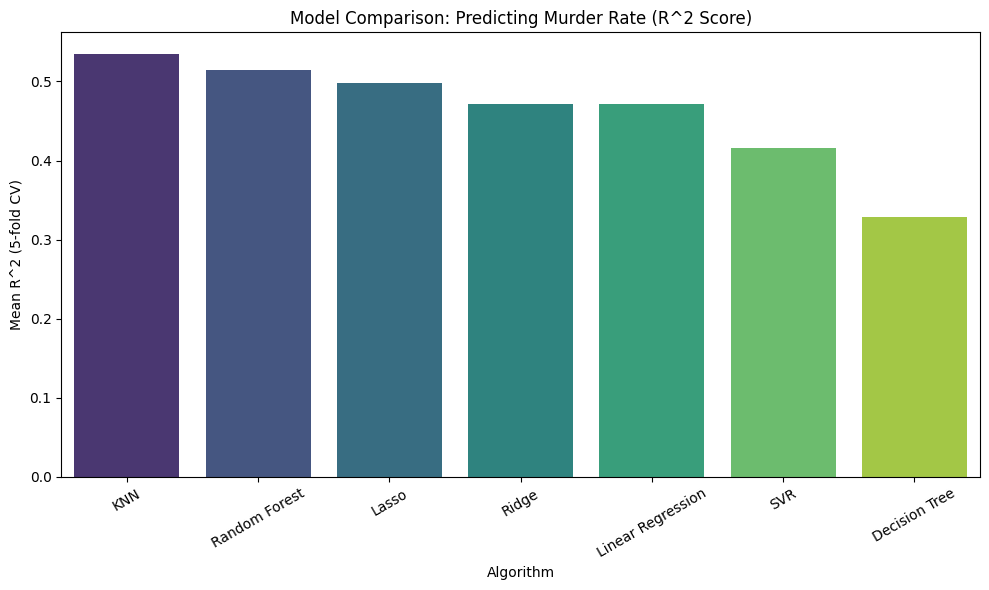 Model Comparison: Predicting Murder Rate (R^2 Score)
Mean R^2 (5-fold CV)
0.5
0.4
0.3
0.2
0.1
0.0
KNN
Random Forest
Lasso
Ridge
Linear Regression
SVR
Decision Tree
Algorithm